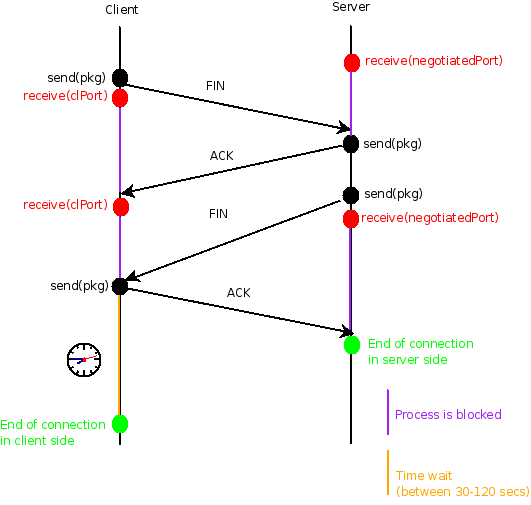 Client
Server
receive(negotiatedPort)
send(pkg)
FIN
receive(clPort)
send(pkg)
ACK
send(pkg)
receive(clPort)
FIN
receive(negotiatedPort)
send(pkg)
ACK
End of connection
in server side
Process is blocked
End of connection
in client side
Time wait
(between 30-120 secs)